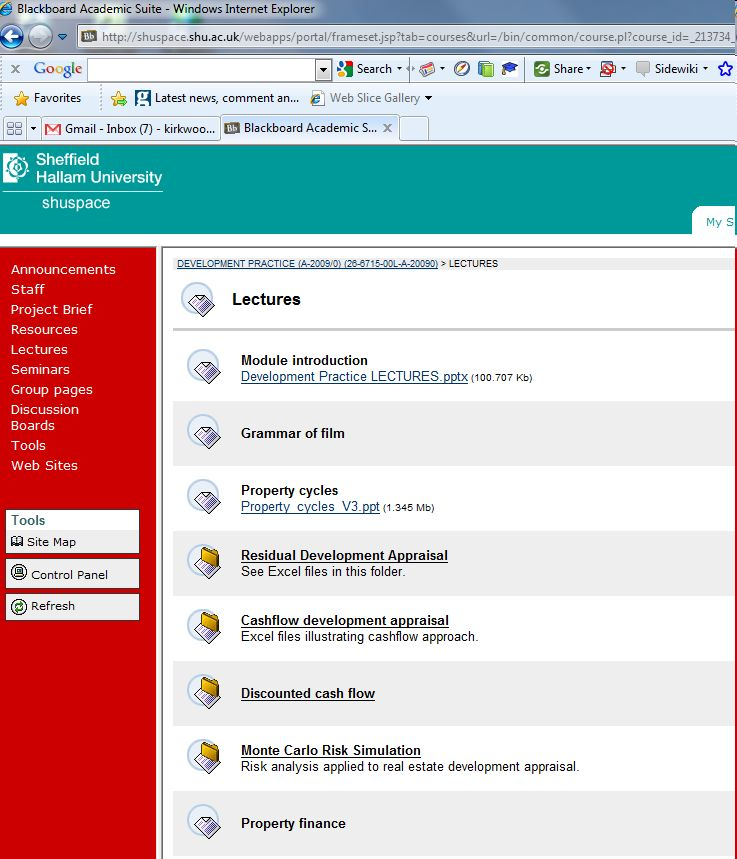 Blackboard Academic Suite - Windows Internet Explorer
http://shuspace.shu.ac.uk/webapps/portal/frameset.jsp?tab=courses&url=/bin/common/course.pl?course_id=_213734_
x Google Search Share Sidewiki
Favorites Latest news, comment an... Web Slice Gallery
Gmail - Inbox (7) - kirkwoo... Bb Blackboard Academic S... X
Sheffield
Hallam University
shuspace
My S
Announcements
Staff
Project Brief
Resources
Lectures
Seminars
Group pages
Discussion
Boards
Tools
Web Sites
Tools
Site Map
Control Panel
Refresh
DEVELOPMENT PRACTICE (A-2009/0) (26-6715-00L-A-20090) > LECTURES
Lectures
Module introduction
Development Practice LECTURES.pptx (100.707 Kb)
Grammar of film
Property cycles
Property_cycles_V3.ppt (1.345 Mb)
Residual Development Appraisal
See Excel files in this folder.
Cashflow development appraisal
Excel files illustrating cashflow approach.
Discounted cash flow
Monte Carlo Risk Simulation
Risk analysis applied to real estate development appraisal.
Property finance